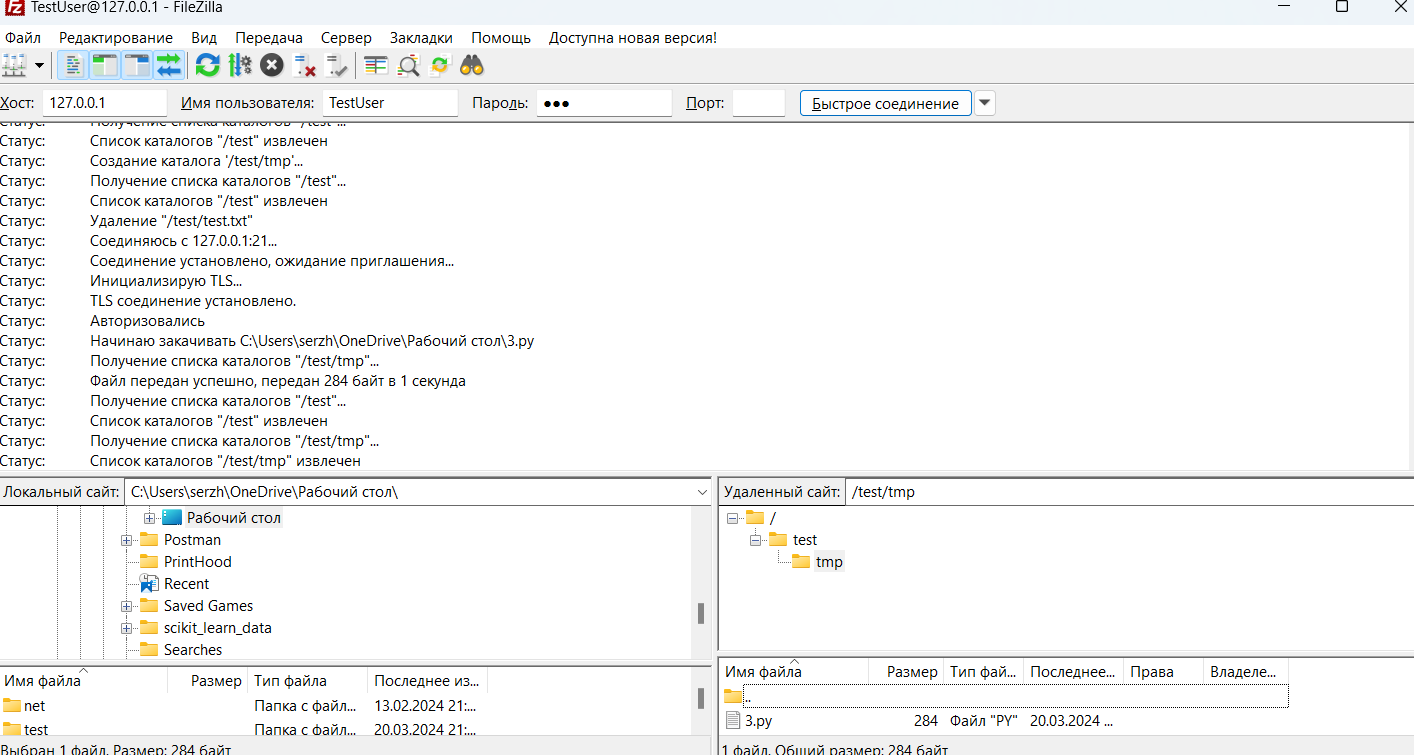 TestUser@127.0.0.1 - FileZilla
Файл Редактирование Вид Передача Сервер Закладки Помощь Доступна новая версия!
Хост: 127.0.0.1 Имя пользователя: TestUser Пароль: ●●● Порт: Быстрое соединение
Статус: Получение списка каталогов "/test"...
Статус: Список каталогов "/test" извлечен
Статус: Создание каталога '/test/tmp'...
Статус: Получение списка каталогов "/test"...
Статус: Список каталогов "/test" извлечен
Статус: Удаление "/test/test.txt"
Статус: Соединяюсь с 127.0.0.1:21...
Статус: Соединение установлено, ожидание приглашения...
Статус: Инициализирую TLS...
Статус: TLS соединение установлено.
Статус: Авторизовались
Статус: Начинаю закачивать C:\Users\serzh\OneDrive\Рабочий стол\3.py
Статус: Получение списка каталогов "/test/tmp"...
Статус: Файл передан успешно, передан 284 байт в 1 секунда
Статус: Получение списка каталогов "/test"...
Статус: Список каталогов "/test" извлечен
Статус: Получение списка каталогов "/test/tmp"...
Статус: Список каталогов "/test/tmp" извлечен
Локальный сайт: C:\Users\serzh\OneDrive\Рабочий стол\
Рабочий стол
Postman
PrintHood
Recent
Saved Games
scikit_learn_data
Searches
Имя файла Размер Тип файла Последнее из...
net Папка с файл... 13.02.2024 21:...
test Папка с файл... 20.03.2024 21:...
Выбран 1 файл. Размер: 284 байт
Удаленный сайт: /test/tmp
/
test
tmp
Имя файла Размер Тип фай... Последнее... Права Владеле...
..
3.py 284 Файл "PY" 20.03.2024 ...
1 файл. Общий размер: 284 байт